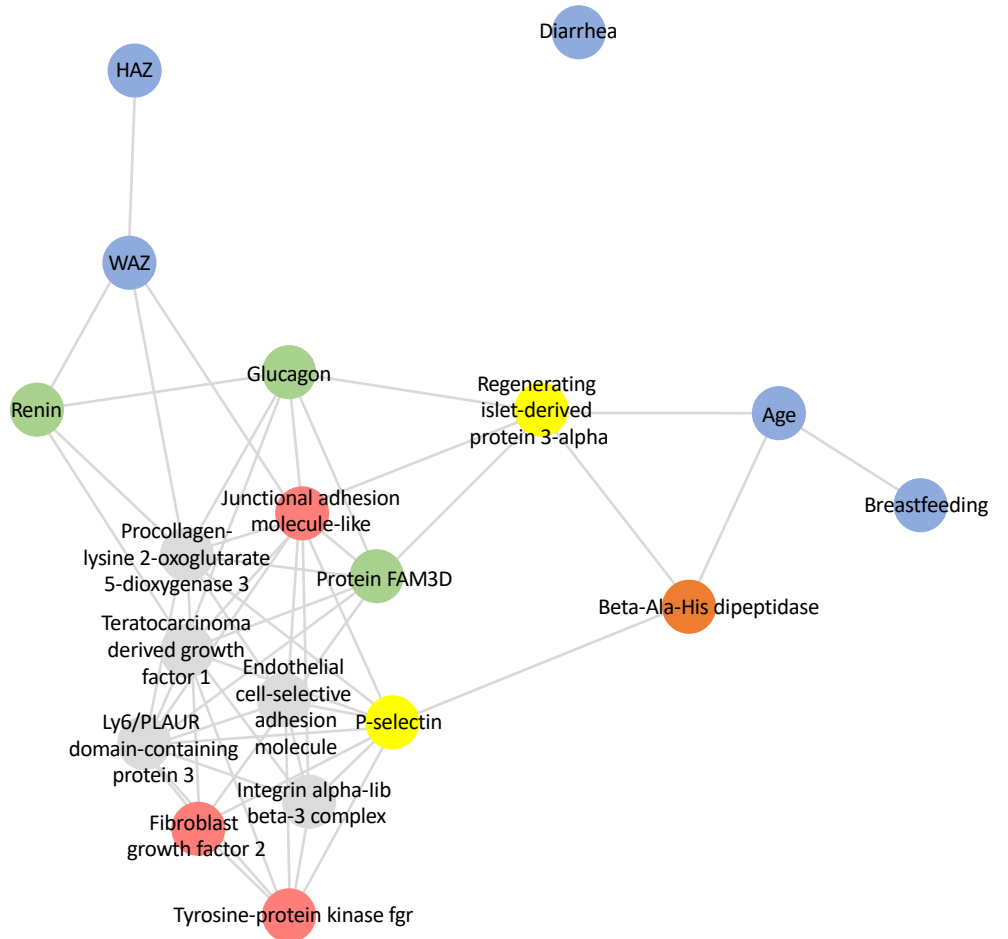 Diarrhea
HAZ
WAZ
Glucagon
Renin
Regenerating
islet-derived
protein 3-alpha
Age
Breastfeeding
Junctional adhesion
molecule-like
Procollagen-
lysine 2-oxoglutarate
5-dioxygenase 3
Protein FAM3D
Beta-Ala-His dipeptidase
Teratocarcinoma
derived growth
factor 1
Endothelial
cell-selective
adhesion
molecule
P-selectin
Ly6/PLAUR
domain-containing
protein 3
Integrin alpha-Iib
beta-3 complex
Fibroblast
growth factor 2
Tyrosine-protein kinase fgr